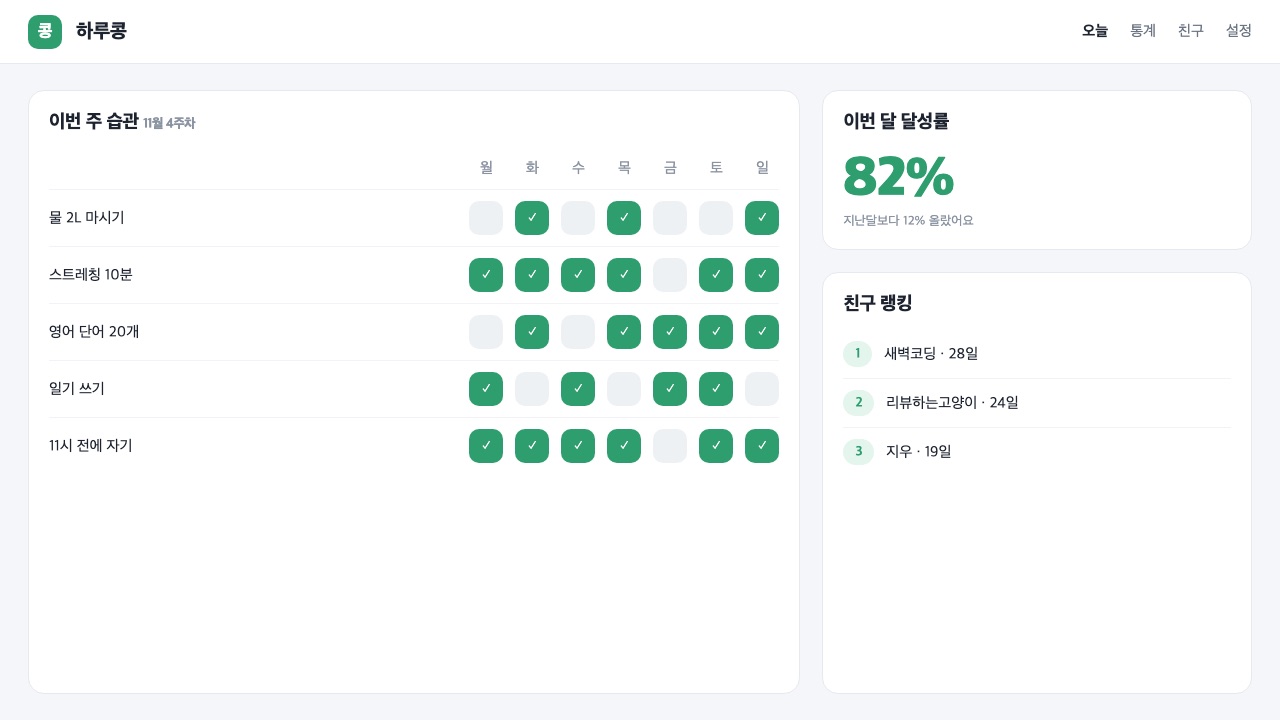 콩 하루콩
오늘 통계 친구 설정
이번 주 습관 11월 4주차
월 화 수 목 금 토 일
물 2L 마시기 ✓ ✓ ✓
스트레칭 10분 ✓ ✓ ✓ ✓ ✓ ✓
영어 단어 20개 ✓ ✓ ✓ ✓ ✓
일기 쓰기 ✓ ✓ ✓ ✓
11시 전에 자기 ✓ ✓ ✓ ✓ ✓ ✓
이번 달 달성률
82%
지난달보다 12% 올랐어요
친구 랭킹
1 새벽코딩 · 28일
2 리뷰하는고양이 · 24일
3 지우 · 19일